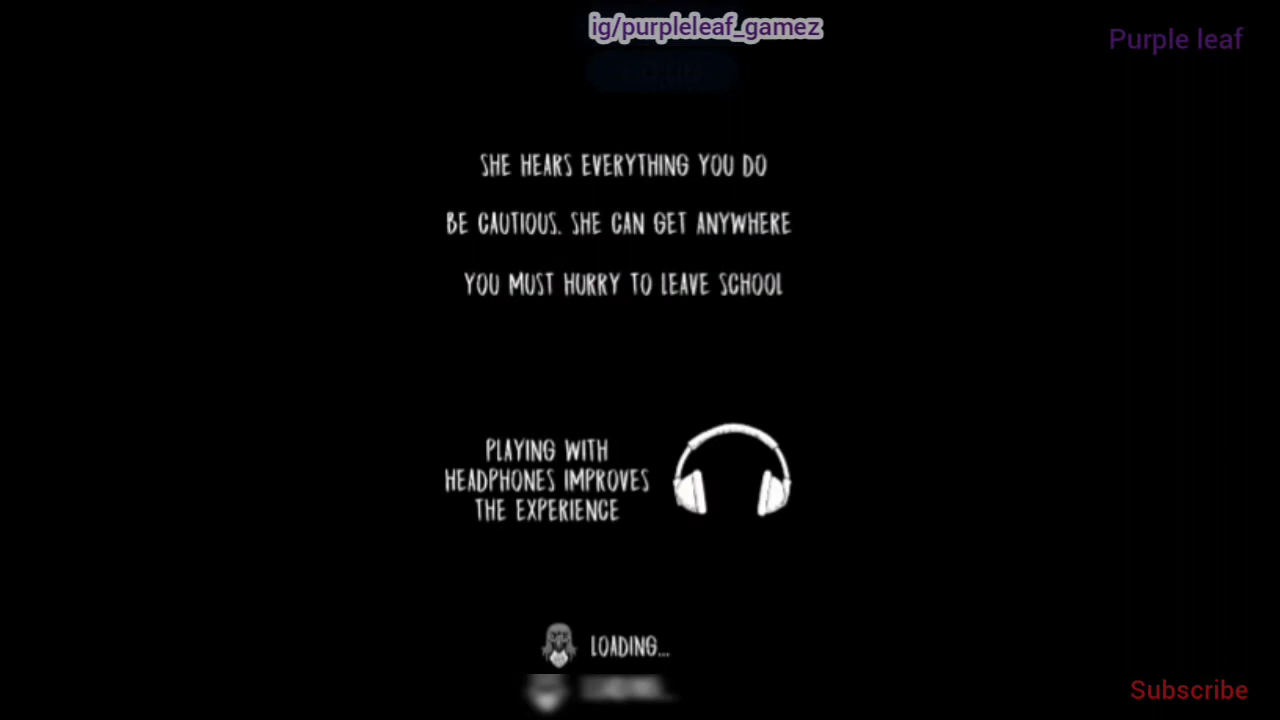 ig/purpleleaf_gamez
Purple leaf
SHE HEARS EVERYTHING YOU DO
BE CAUTIOUS. SHE CAN GET ANYWHERE
YOU MUST HURRY TO LEAVE SCHOOL
PLAYING WITH
HEADPHONES IMPROVES
THE EXPERIENCE
LOADING...
Subscribe